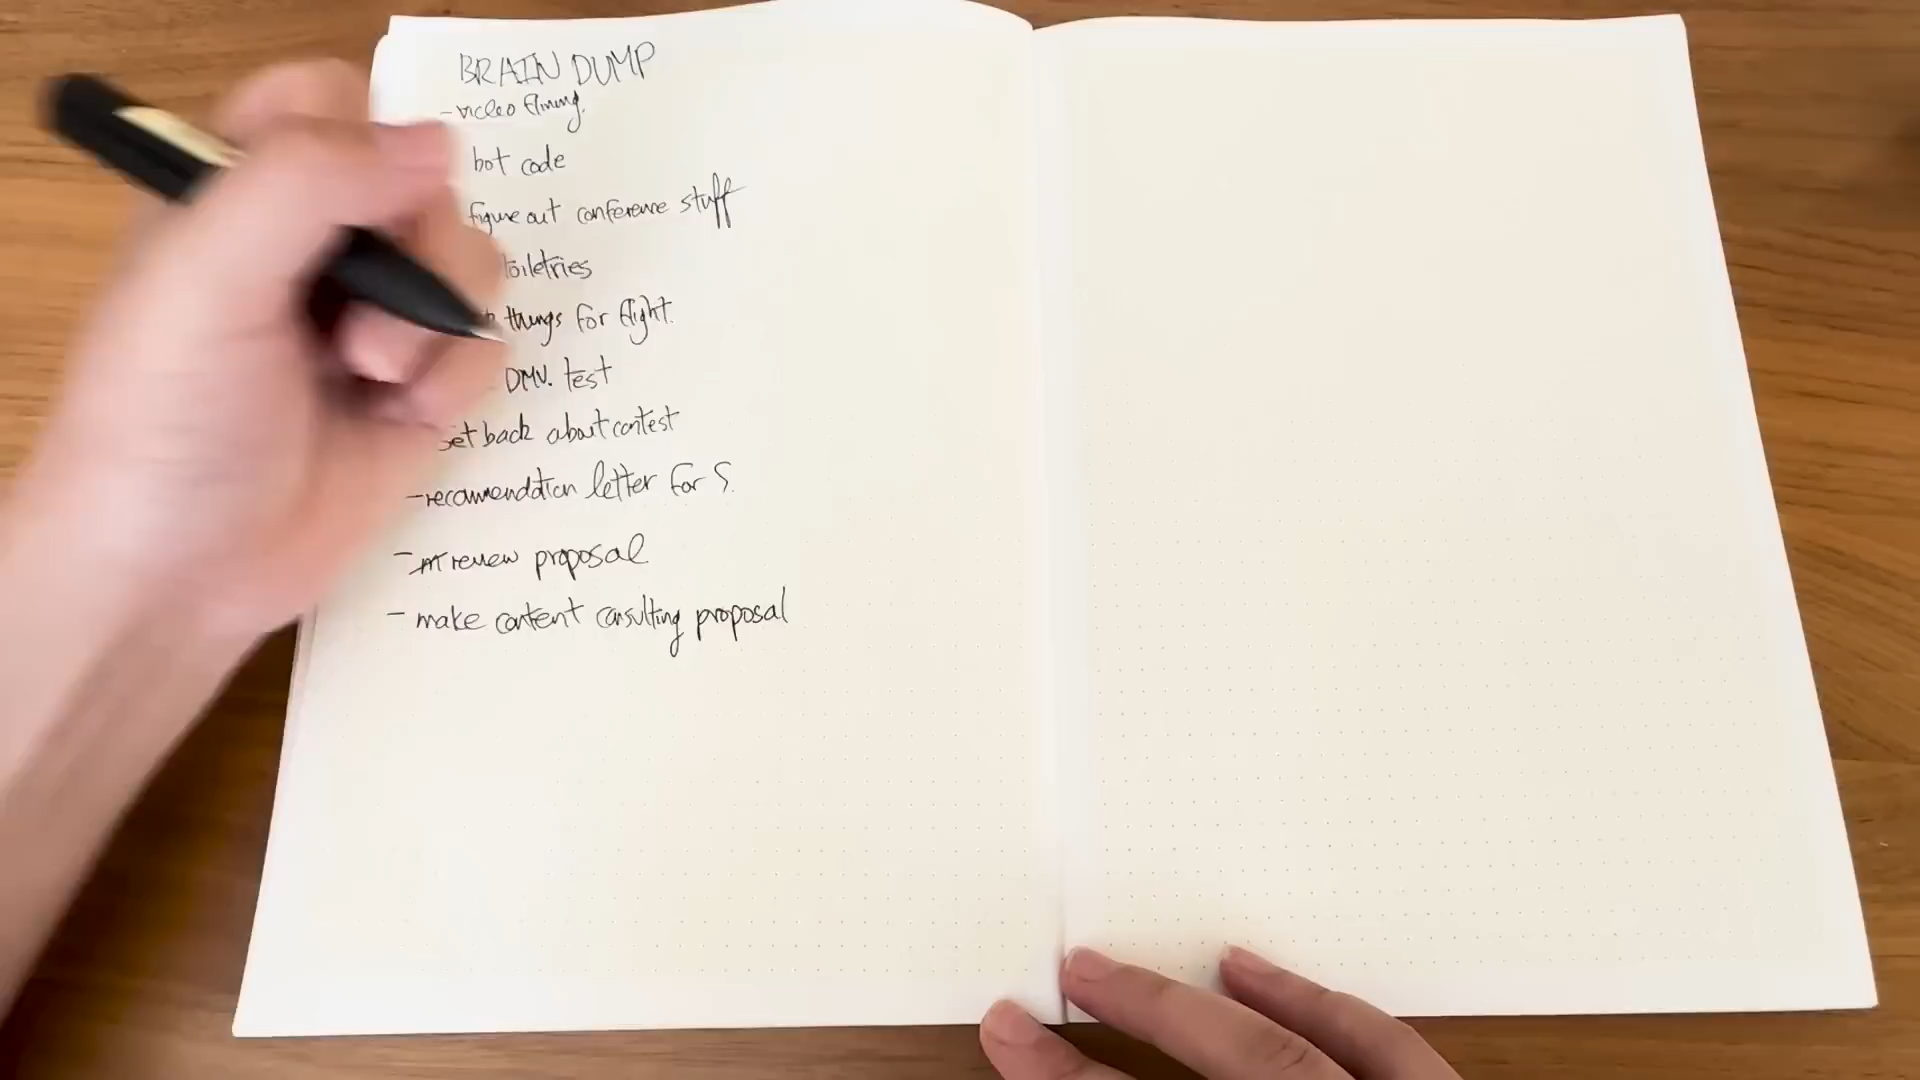 BRAIN DUMP
- video filming.
bot code
figure out conference stuff
toiletries
things for flight.
DMV. test
get back about contest
- recommendation letter for S.
- review proposal
- make content consulting proposal